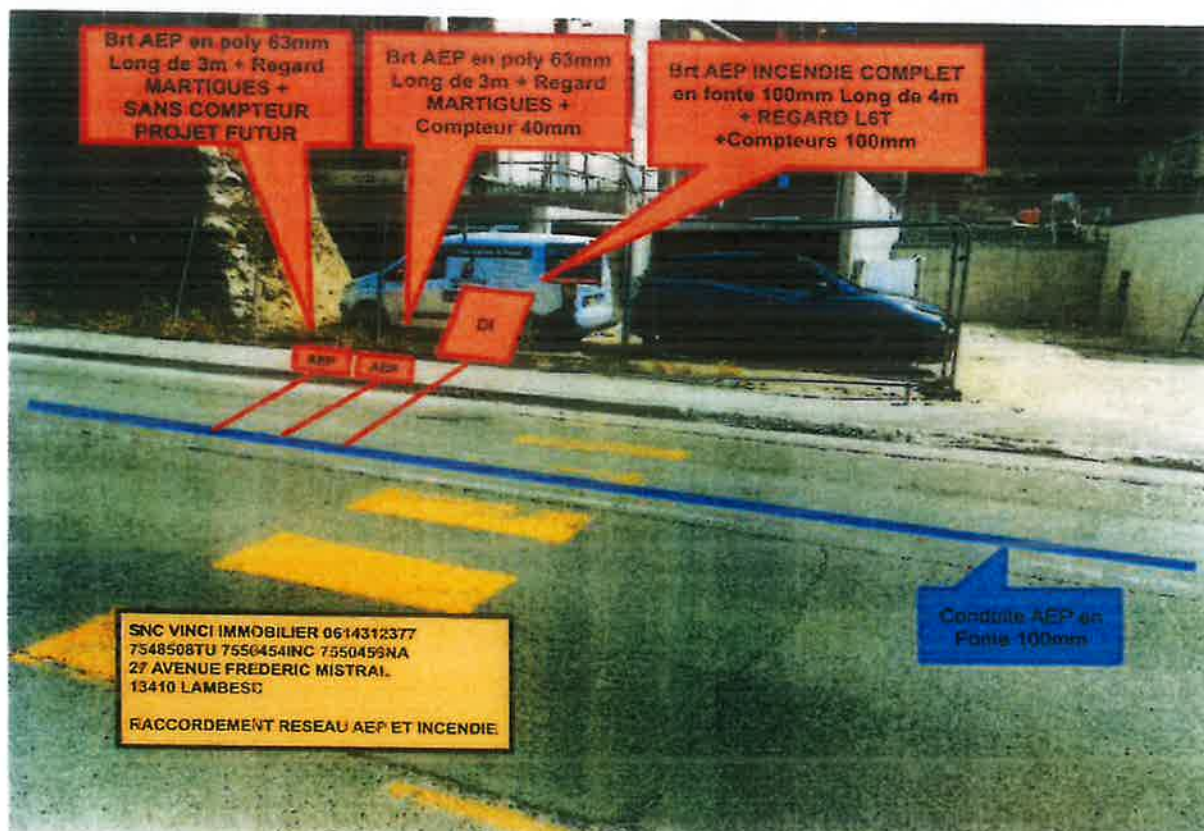 Brt AEP en poly 63mm
Long de 3m + Regard
MARTIGUES +
SANS COMPTEUR
PROJET FUTUR
Brt AEP en poly 63mm
Long de 3m + Regard
MARTIGUES +
Compteur 40mm
Brt AEP INCENDIE COMPLET
en fonte 100mm Long de 4m
+ REGARD L6T
+Compteurs 100mm
DI
AEP
AEP
Conduite AEP en
Fonte 100mm
SNC VINCI IMMOBILIER 0614312377
7548508TU 7550454INC 7550456NA
27 AVENUE FREDERIC MISTRAL
13410 LAMBESC
RACCORDEMENT RESEAU AEP ET INCENDIE